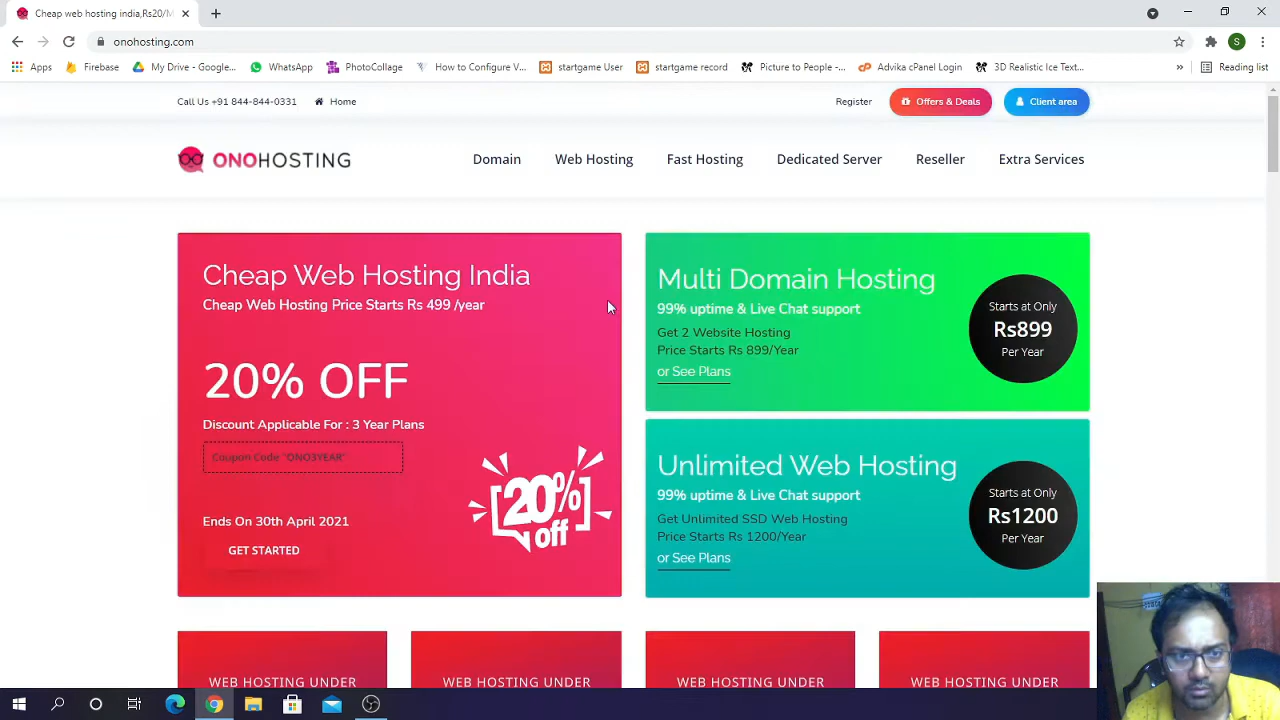 Cheap web hosting india,Rs20/M
onohosting.com
S
Apps
Firebase
My Drive - Google...
WhatsApp
PhotoCollage
How to Configure V...
startgame User
startgame record
Picture to People -...
Advika cPanel Login
3D Realistic Ice Text...
»
Reading list
Call Us +91 844-844-0331
Home
Register
Offers & Deals
Client area
ONOHOSTING
Domain
Web Hosting
Fast Hosting
Dedicated Server
Reseller
Extra Services
Cheap Web Hosting India
Cheap Web Hosting Price Starts Rs 499 /year
20% OFF
Discount Applicable For : 3 Year Plans
Coupon Code "ONO3YEAR"
Ends On 30th April 2021
GET STARTED
20%
off
Multi Domain Hosting
99% uptime & Live Chat support
Get 2 Website Hosting
Price Starts Rs 899/Year
or See Plans
Starts at Only
Rs899
Per Year
Unlimited Web Hosting
99% uptime & Live Chat support
Get Unlimited SSD Web Hosting
Price Starts Rs 1200/Year
or See Plans
Starts at Only
Rs1200
Per Year
WEB HOSTING UNDER
WEB HOSTING UNDER
WEB HOSTING UNDER
WEB HOSTING UNDER